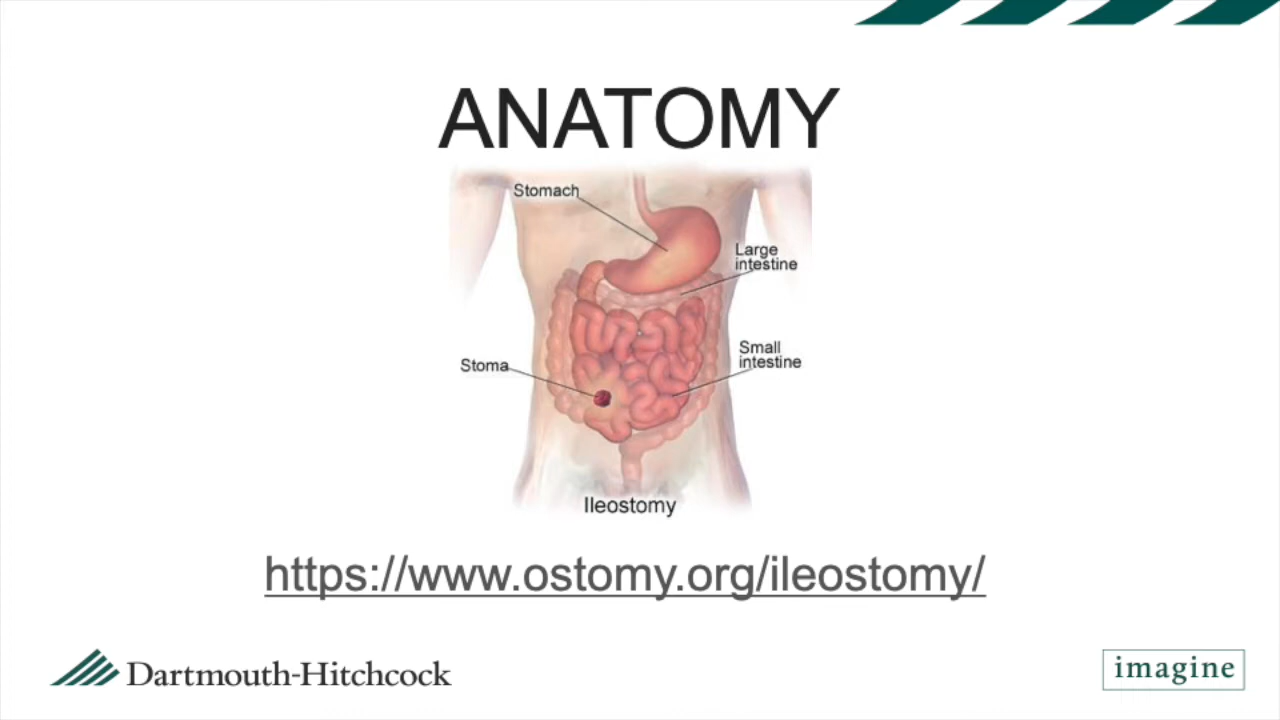 ANATOMY
Stomach
Large
intestine
Small
intestine
Stoma
Ileostomy
https://www.ostomy.org/ileostomy/
Dartmouth-Hitchcock
imagine